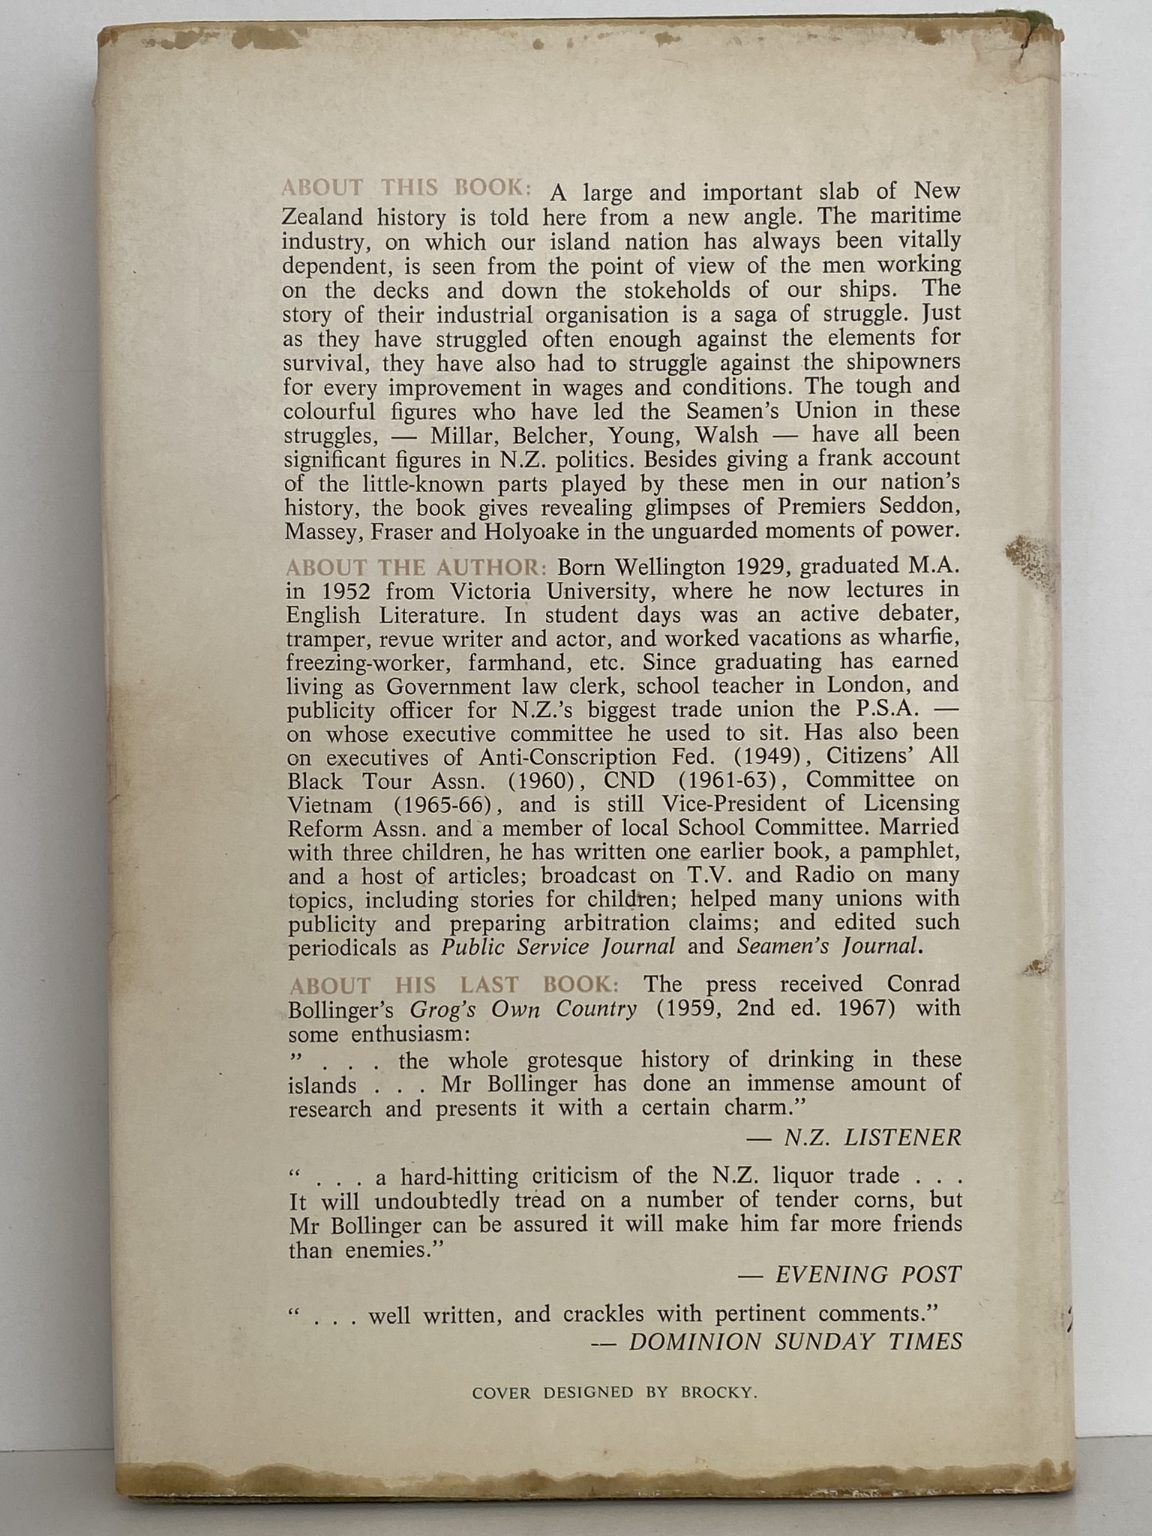 ABOUT THIS BOOK: A large and important slab of New
Zealand history is told here from a new angle. The maritime
industry, on which our island nation has always been vitally
dependent, is seen from the point of view of the men working
on the decks and down the stokeholds of our ships. The
story of their industrial organisation is a saga of struggle. Just
as they have struggled often enough against the elements for
survival, they have also had to struggle against the shipowners
for every improvement in wages and conditions. The tough and
colourful figures who have led the Seamen's Union in these
struggles, — Millar, Belcher, Young, Walsh — have all been
significant figures in N.Z. politics. Besides giving a frank account
of the little-known parts played by these men in our nation's
history, the book gives revealing glimpses of Premiers Seddon,
Massey, Fraser and Holyoake in the unguarded moments of power.
ABOUT THE AUTHOR: Born Wellington 1929, graduated M.A.
in 1952 from Victoria University, where he now lectures in
English Literature. In student days was an active debater,
tramper, revue writer and actor, and worked vacations as wharfie,
freezing-worker, farmhand, etc. Since graduating has earned
living as Government law clerk, school teacher in London, and
publicity officer for N.Z.'s biggest trade union the P.S.A. —
on whose executive committee he used to sit. Has also been
on executives of Anti-Conscription Fed. (1949), Citizens' All
Black Tour Assn. (1960), CND (1961-63), Committee on
Vietnam (1965-66), and is still Vice-President of Licensing
Reform Assn. and a member of local School Committee. Married
with three children, he has written one earlier book, a pamphlet,
and a host of articles; broadcast on T.V. and Radio on many
topics, including stories for children; helped many unions with
publicity and preparing arbitration claims; and edited such
periodicals as Public Service Journal and Seamen's Journal.
ABOUT HIS LAST BOOK: The press received Conrad
Bollinger's Grog's Own Country (1959, 2nd ed. 1967) with
some enthusiasm:
” . . . the whole grotesque history of drinking in these
islands . . . Mr Bollinger has done an immense amount of
research and presents it with a certain charm.”
— N.Z. LISTENER
“ . . . a hard-hitting criticism of the N.Z. liquor trade . . .
It will undoubtedly tread on a number of tender corns, but
Mr Bollinger can be assured it will make him far more friends
than enemies.”
— EVENING POST
“ . . . well written, and crackles with pertinent comments.”
— DOMINION SUNDAY TIMES
COVER DESIGNED BY BROCKY.